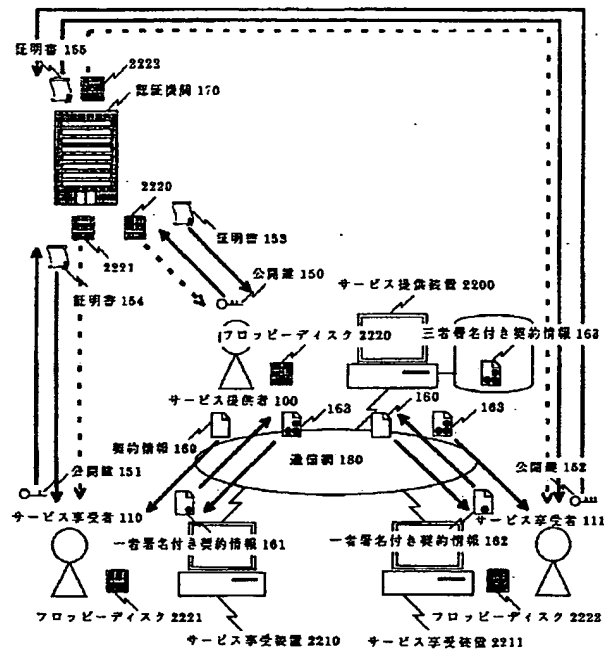 証明書 155
2222
認証機関 170
2220
2221
証明書 153
証明書 154
公開鍵 150
サービス提供装置 2200
フロッピーディスク 2220
三者署名付き契約情報 163
サービス提供者 100
163
160
163
契約情報 160
通信網 180
公開鍵 151
公開鍵 152
サービス享受者 110
サービス享受者 111
一者署名付き契約情報 161
一者署名付き契約情報 162
フロッピーディスク 2221
フロッピーディスク 2222
サービス享受装置 2210
サービス享受装置 2211